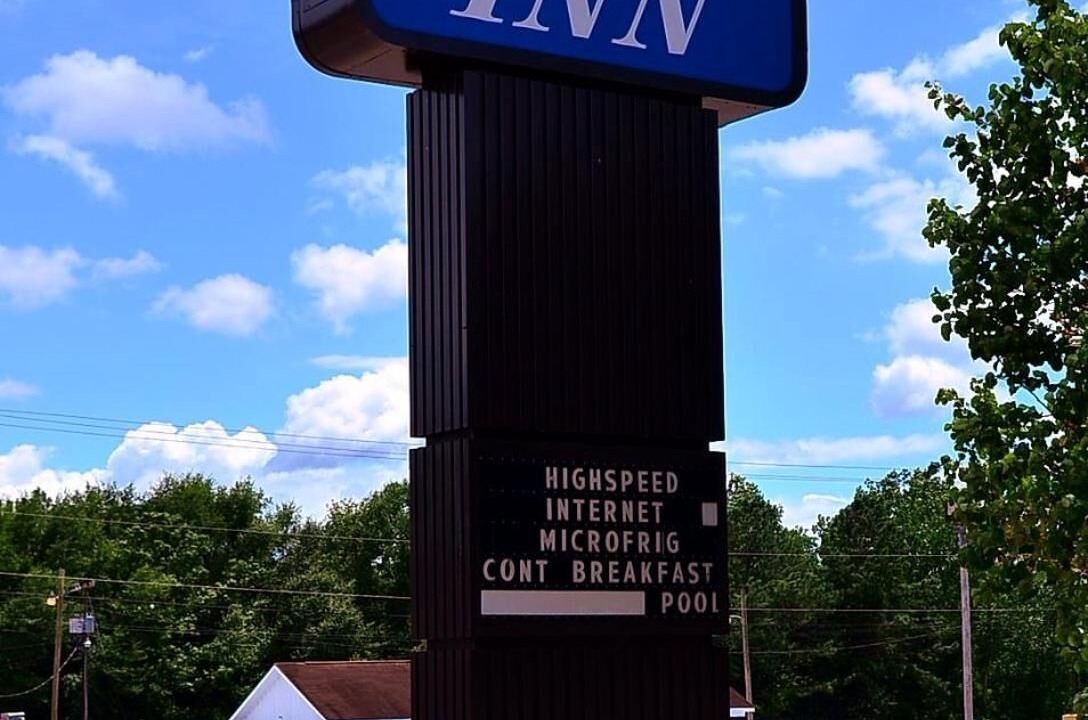 INN
HIGHSPEED
INTERNET
MICROFRIG
CONT BREAKFAST
POOL